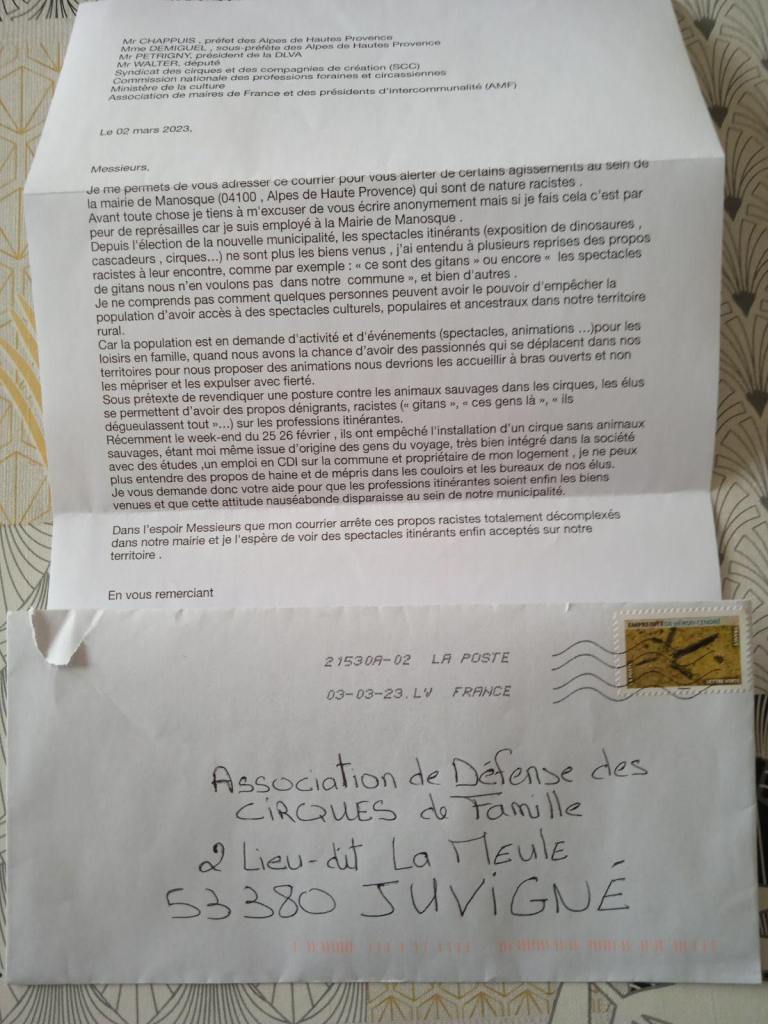 Mr CHAPPUIS , préfet des Alpes de Hautes Provence
Mme DEMIGUEL , sous-préfète des Alpes de Hautes Provence
Mr PETRIGNY, président de la DLVA
Mr WALTER, député
Syndicat des cirques et des compagnies de création (SCC)
Commission nationale des professions foraines et circassiennes
Ministère de la culture
Association de maires de France et des présidents d'intercommunalité (AMF)
Le 02 mars 2023,
Messieurs,
Je me permets de vous adresser ce courrier pour vous alerter de certains agissements au sein de
la mairie de Manosque (04100 , Alpes de Haute Provence) qui sont de nature racistes .
Avant toute chose je tiens à m'excuser de vous écrire anonymement mais si je fais cela c'est par
peur de représailles car je suis employé à la Mairie de Manosque .
Depuis l'élection de la nouvelle municipalité, les spectacles itinérants (exposition de dinosaures ,
cascadeurs , cirques...) ne sont plus les biens venus , j'ai entendu à plusieurs reprises des propos
racistes à leur encontre, comme par exemple : « ce sont des gitans » ou encore « les spectacles
de gitans nous n'en voulons pas dans notre commune », et bien d'autres .
Je ne comprends pas comment quelques personnes peuvent avoir le pouvoir d'empêcher la
population d'avoir accès à des spectacles culturels, populaires et ancestraux dans notre territoire
rural.
Car la population est en demande d'activité et d'événements (spectacles, animations ...)pour les
loisirs en famille, quand nous avons la chance d'avoir des passionnés qui se déplacent dans nos
territoires pour nous proposer des animations nous devrions les accueillir à bras ouverts et non
les mépriser et les expulser avec fierté.
Sous prétexte de revendiquer une posture contre les animaux sauvages dans les cirques, les élus
se permettent d'avoir des propos dénigrants, racistes (« gitans », « ces gens là », « ils
dégueulassent tout »...) sur les professions itinérantes.
Récemment le week-end du 25 26 février , ils ont empêché l'installation d'un cirque sans animaux
sauvages, étant moi même issue d'origine des gens du voyage, très bien intégré dans la société
avec des études ,un emploi en CDI sur la commune et propriétaire de mon logement , je ne peux
plus entendre des propos de haine et de mépris dans les couloirs et les bureaux de nos élus.
Je vous demande donc votre aide pour que les professions itinérantes soient enfin les biens
venues et que cette attitude nauséabonde disparaisse au sein de notre municipalité.
Dans l'espoir Messieurs que mon courrier arrête ces propos racistes totalement décomplexés
dans notre mairie et je l'espère de voir des spectacles itinérants enfin acceptés sur notre
territoire .
En vous remerciant
21530A-02 LA POSTE
03-03-23.LV FRANCE
EMPREINTE DE HÉRON CENDRÉ
FRANCE
LETTRE VERTE
Association de Défense des
CIRQUES de Famille
2 Lieu-dit La MEULE
53380 JUVIGNÉ